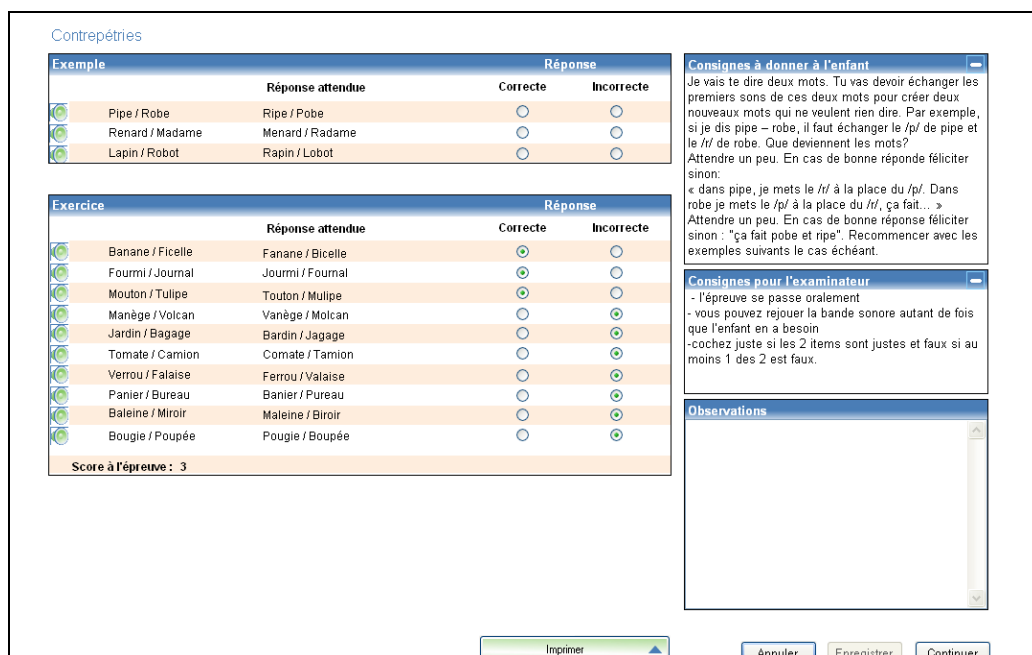 Contrepétries
Exemple Réponse
Réponse attendue Correcte Incorrecte
Pipe / Robe Ripe / Pobe
Renard / Madame Menard / Radame
Lapin / Robot Rapin / Lobot
Exercice Réponse
Réponse attendue Correcte Incorrecte
Banane / Ficelle Fanane / Bicelle
Fourmi / Journal Jourmi / Fournal
Mouton / Tulipe Touton / Mulipe
Manège / Volcan Vanège / Molcan
Jardin / Bagage Bardin / Jagage
Tomate / Camion Comate / Tamion
Verrou / Falaise Ferrou / Valaise
Panier / Bureau Banier / Pureau
Baleine / Miroir Maleine / Biroir
Bougie / Poupée Pougie / Boupée
Score à l'épreuve : 3
Consignes à donner à l'enfant
Je vais te dire deux mots. Tu vas devoir échanger les
premiers sons de ces deux mots pour créer deux
nouveaux mots qui ne veulent rien dire. Par exemple,
si je dis pipe – robe, il faut échanger le /p/ de pipe et
le /r/ de robe. Que deviennent les mots?
Attendre un peu. En cas de bonne réponde féliciter
sinon:
« dans pipe, je mets le /r/ à la place du /p/. Dans
robe je mets le /p/ à la place du /r/, ça fait... »
Attendre un peu. En cas de bonne réponse féliciter
sinon : "ça fait pobe et ripe". Recommencer avec les
exemples suivants le cas échéant.
Consignes pour l'examinateur
- l'épreuve se passe oralement
- vous pouvez rejouer la bande sonore autant de fois
que l'enfant en a besoin
-cochez juste si les 2 items sont justes et faux si au
moins 1 des 2 est faux.
Observations
Imprimer Annuler Enregistrer Continuer